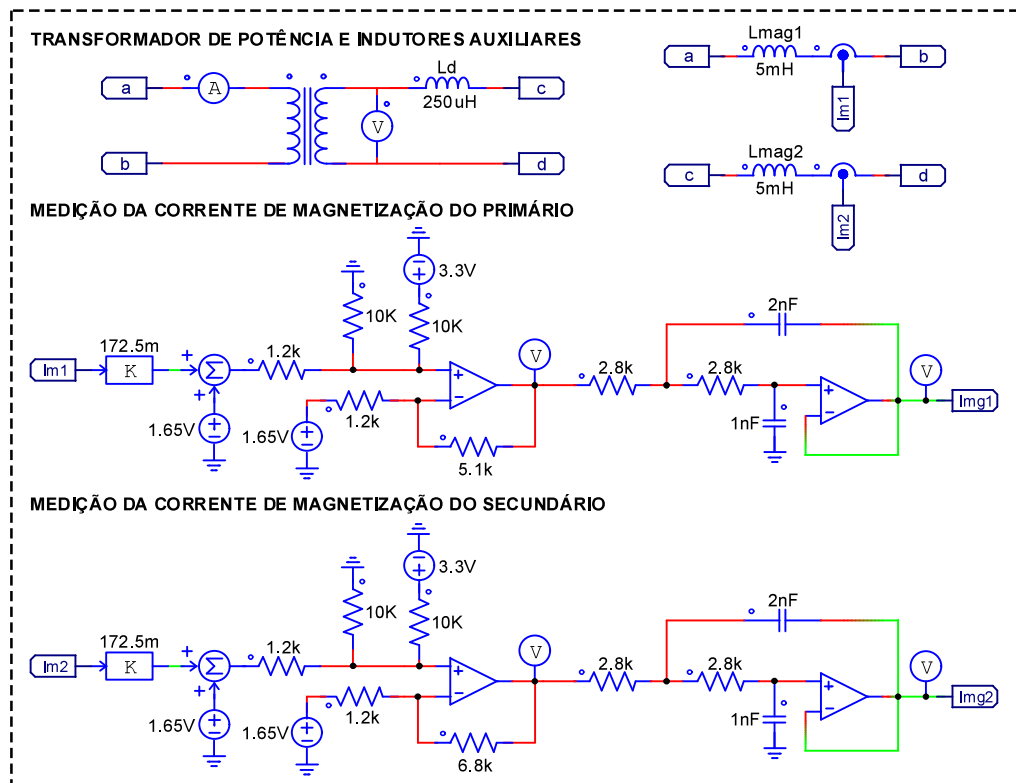 TRANSFORMADOR DE POTÊNCIA E INDUTORES AUXILIARES
a
A
Ld
250uH
c
V
b
d
Lmag1
a
5mH
b
Im1
Lmag2
c
5mH
d
Im2
MEDIÇÃO DA CORRENTE DE MAGNETIZAÇÃO DO PRIMÁRIO
3.3V
10K
10K
2nF
172.5m
1.2k
V
2.8k
2.8k
V
Im1
K
Σ
Img1
1.65V
1.65V
1.2k
1nF
5.1k
MEDIÇÃO DA CORRENTE DE MAGNETIZAÇÃO DO SECUNDÁRIO
3.3V
10K
10K
2nF
172.5m
1.2k
V
2.8k
2.8k
V
Im2
K
Σ
Img2
1.65V
1.65V
1.2k
1nF
6.8k